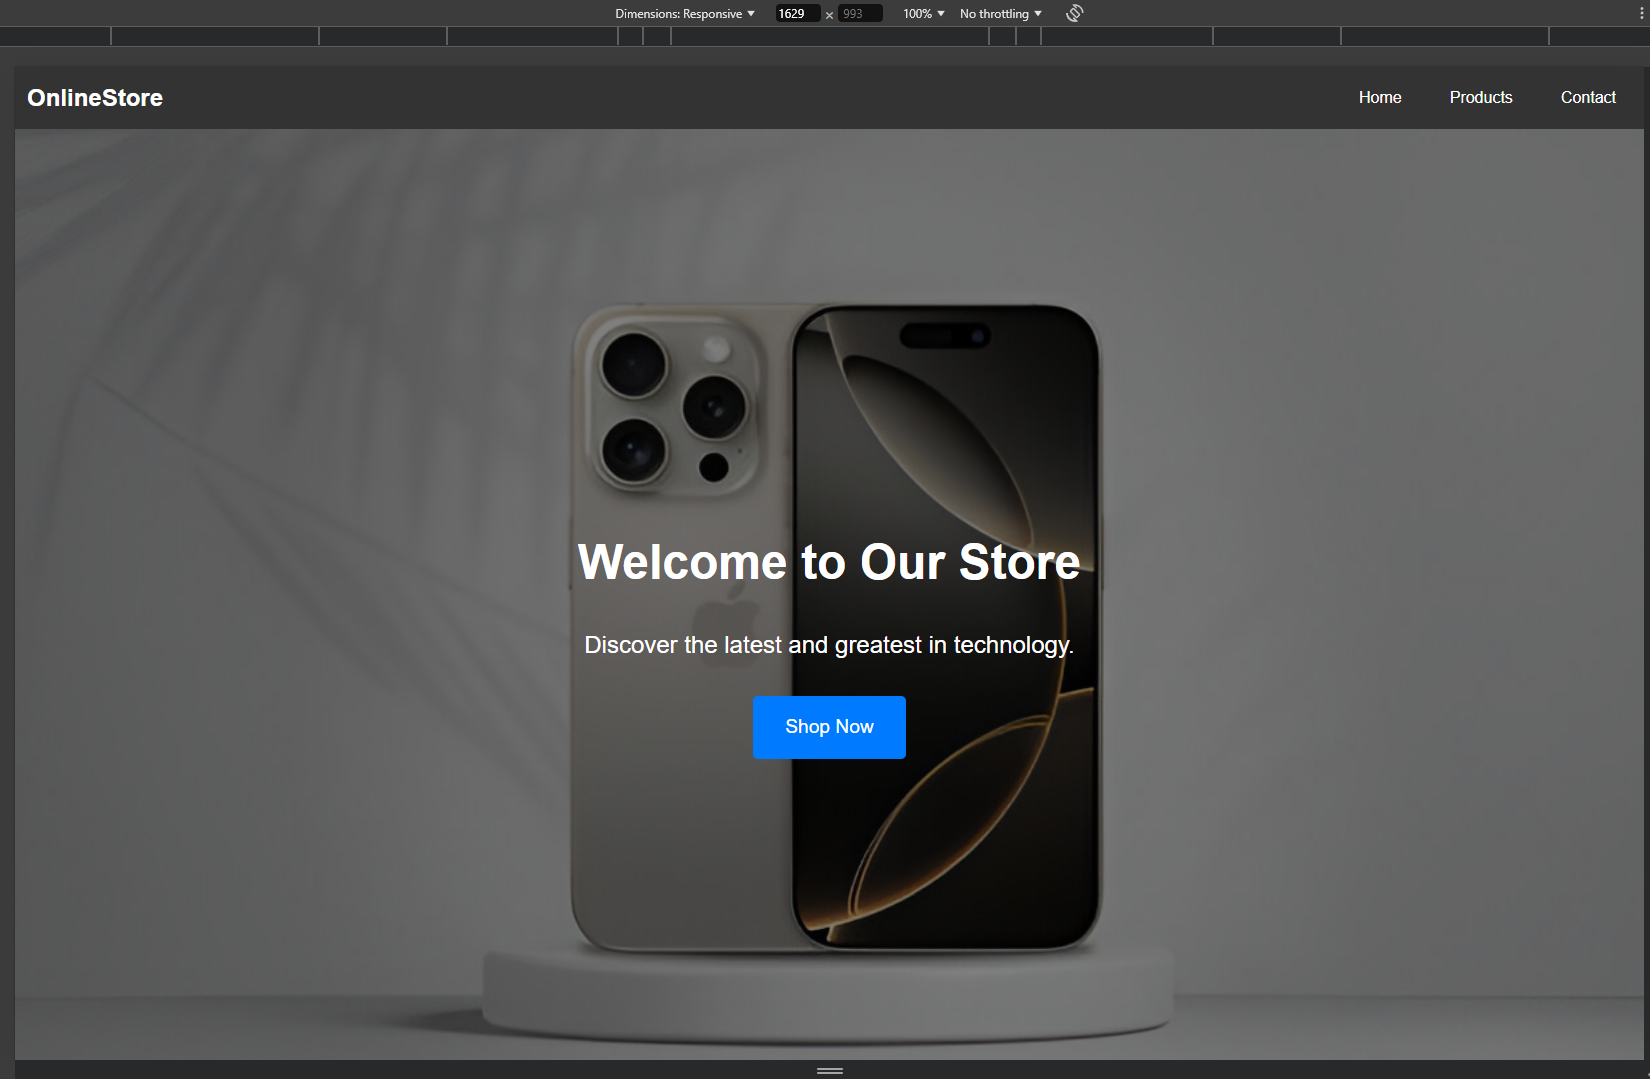 Dimensions: Responsive 1629 × 993 100% No throttling
OnlineStore Home Products Contact
Welcome to Our Store
Discover the latest and greatest in technology.
Shop Now